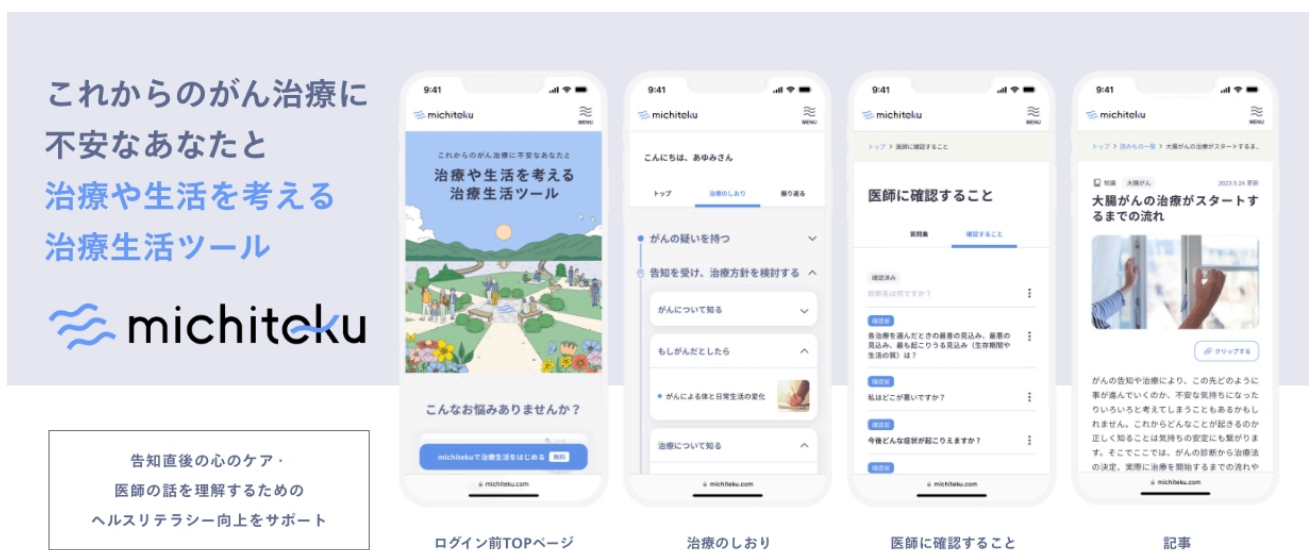 これからのがん治療に
不安なあなたと
治療や生活を考える
治療生活ツール
michiteku
告知直後の心のケア・
医師の話を理解するための
ヘルスリテラシー向上をサポート
9:41
michiteku
MENU
これからのがん治療に不安なあなたと
治療や生活を考える
治療生活ツール
こんなお悩みありませんか？
michitekuで治療生活をはじめる 無料
michiteku.com
ログイン前TOPページ
9:41
michiteku
MENU
こんにちは、あゆみさん
トップ 治療のしおり 振り返る
がんの疑いを持つ
告知を受け、治療方針を検討する
がんについて知る
もしがんだとしたら
がんによる体と日常生活の変化
治療について知る
michiteku.com
治療のしおり
9:41
michiteku
MENU
トップ > 医師に確認すること
医師に確認すること
質問集 確認すること
確認済み
診断名は何ですか？
確認前
各治療を選んだときの最善の見込み、最悪の
見込み、最も起こりうる見込み（生存期間や
生活の質）は？
確認前
私はどこが悪いですか？
確認前
今後どんな症状が起こりえますか？
確認前
michiteku.com
医師に確認すること
9:41
michiteku
MENU
トップ > 読みもの一覧 > 大腸がんの治療がスタートするま...
知識 大腸がん 2023.5.24 更新
大腸がんの治療がスタートす
るまでの流れ
クリップする
がんの告知や治療により、この先どのように
事が進んでいくのか、不安な気持ちになった
りいろいろと考えてしまうこともあるかもし
れません。これからどんなことが起きるのか
正しく知ることは気持ちの安定にも繋がりま
す。そこでここでは、がんの診断から治療法
の決定、実際に治療を開始するまでの流れや
michiteku.com
記事